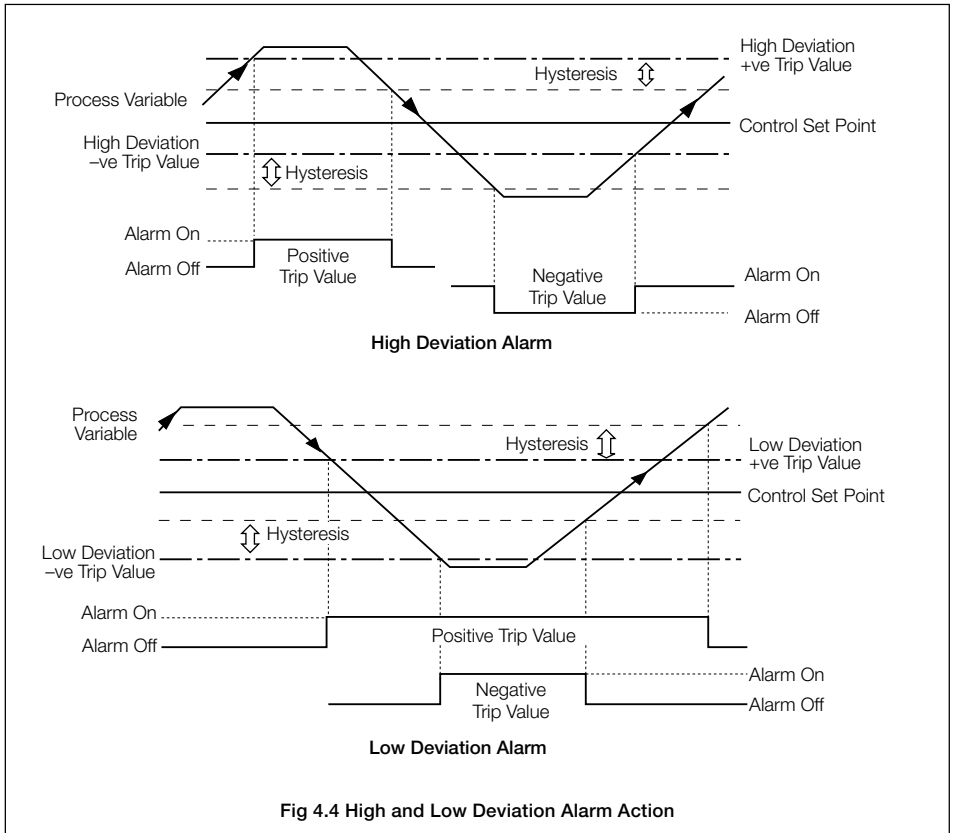 High Deviation
+ve Trip Value
Hysteresis
Process Variable
Control Set Point
High Deviation
–ve Trip Value
Hysteresis
Alarm On
Alarm Off
Positive
Trip Value
Negative
Trip Value
Alarm On
Alarm Off
High Deviation Alarm
Process
Variable
Hysteresis
Low Deviation
+ve Trip Value
Control Set Point
Hysteresis
Low Deviation
–ve Trip Value
Alarm On
Alarm Off
Positive Trip Value
Negative
Trip Value
Alarm On
Alarm Off
Low Deviation Alarm
Fig 4.4 High and Low Deviation Alarm Action